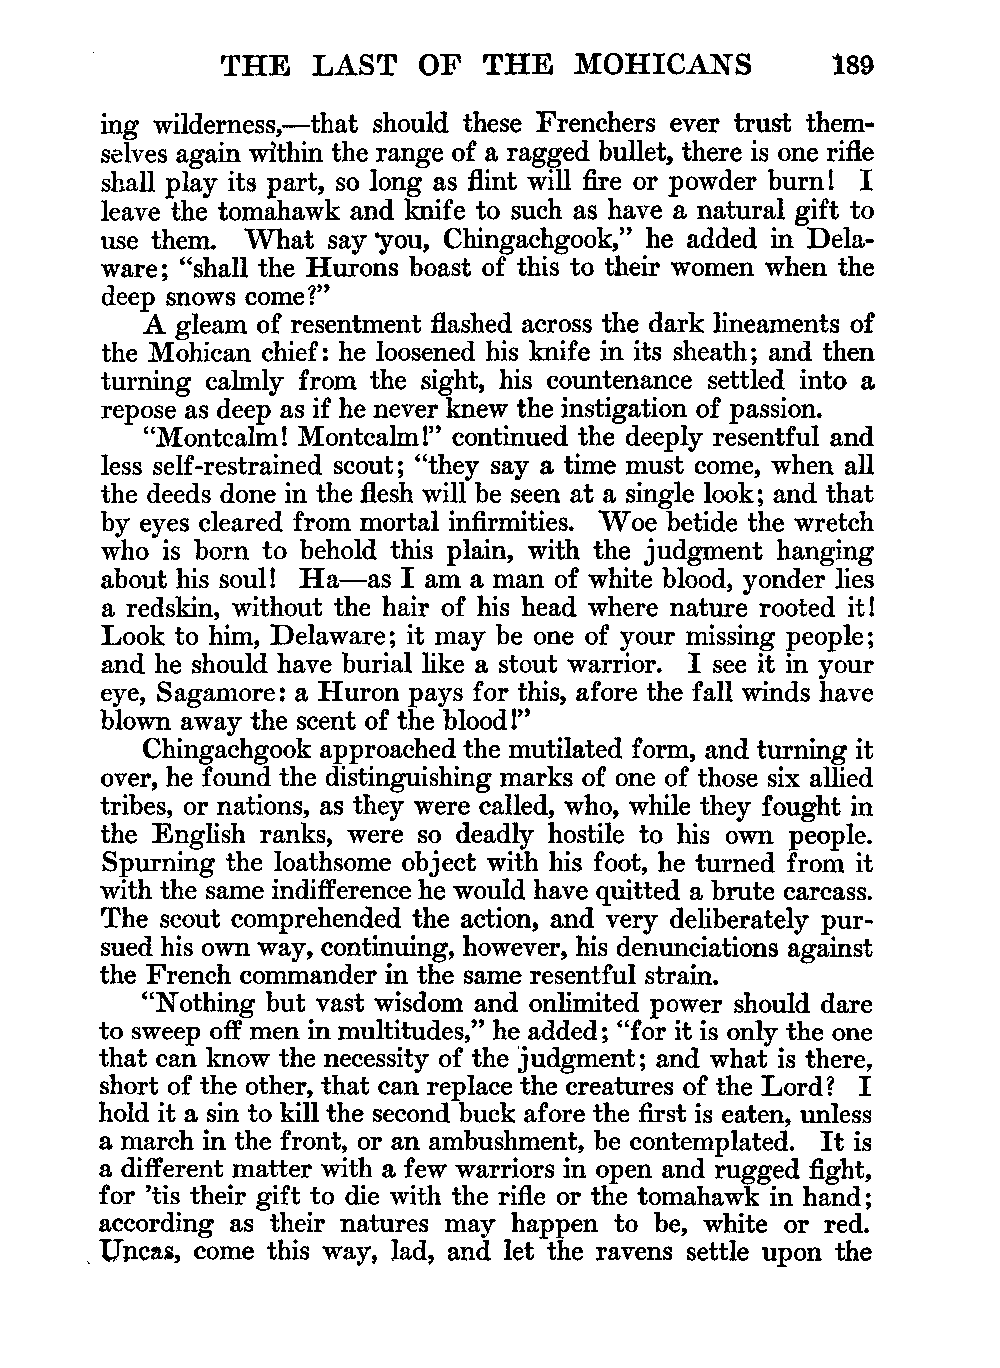 THE LAST OF THE MOHICANS 189
ing wilderness,—that should these Frenchers ever trust them-
selves again within the range of a ragged bullet, there is one rifle
shall play its part, so long as flint will fire or powder burn! I
leave the tomahawk and knife to such as have a natural gift to
use them. What say you, Chingachgook,” he added in Dela-
ware; “shall the Hurons boast of this to their women when the
deep snows come?”
A gleam of resentment flashed across the dark lineaments of
the Mohican chief: he loosened his knife in its sheath; and then
turning calmly from the sight, his countenance settled into a
repose as deep as if he never knew the instigation of passion.
“Montcalm! Montcalm!” continued the deeply resentful and
less self-restrained scout; “they say a time must come, when all
the deeds done in the flesh will be seen at a single look; and that
by eyes cleared from mortal infirmities. Woe betide the wretch
who is born to behold this plain, with the judgment hanging
about his soul! Ha—as I am a man of white blood, yonder lies
a redskin, without the hair of his head where nature rooted it!
Look to him, Delaware; it may be one of your missing people;
and he should have burial like a stout warrior. I see it in your
eye, Sagamore: a Huron pays for this, afore the fall winds have
blown away the scent of the blood!”
Chingachgook approached the mutilated form, and turning it
over, he found the distinguishing marks of one of those six allied
tribes, or nations, as they were called, who, while they fought in
the English ranks, were so deadly hostile to his own people.
Spurning the loathsome object with his foot, he turned from it
with the same indifference he would have quitted a brute carcass.
The scout comprehended the action, and very deliberately pur-
sued his own way, continuing, however, his denunciations against
the French commander in the same resentful strain.
“Nothing but vast wisdom and onlimited power should dare
to sweep off men in multitudes,” he added; “for it is only the one
that can know the necessity of the judgment; and what is there,
short of the other, that can replace the creatures of the Lord? I
hold it a sin to kill the second buck afore the first is eaten, unless
a march in the front, or an ambushment, be contemplated. It is
a different matter with a few warriors in open and rugged fight,
for ’tis their gift to die with the rifle or the tomahawk in hand;
according as their natures may happen to be, white or red.
Uncas, come this way, lad, and let the ravens settle upon the